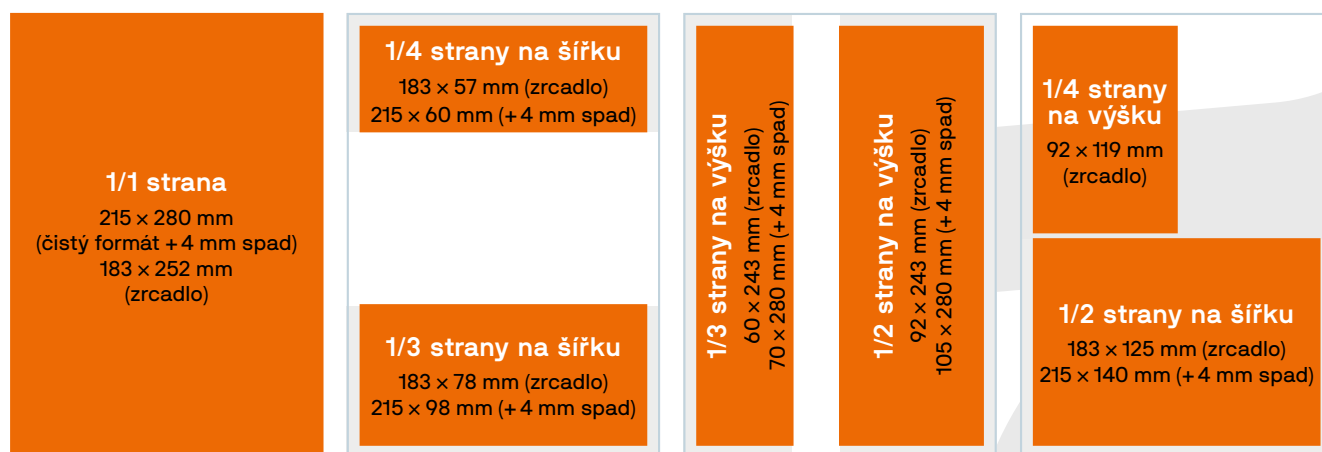 1/1 strana
215 × 280 mm
(čistý formát + 4 mm spad)
183 × 252 mm
(zrcadlo)
1/4 strany na šířku
183 × 57 mm (zrcadlo)
215 × 60 mm (+ 4 mm spad)
1/3 strany na šířku
183 × 78 mm (zrcadlo)
215 × 98 mm (+ 4 mm spad)
1/3 strany na výšku
60 × 243 mm (zrcadlo)
70 × 280 mm (+ 4 mm spad)
1/2 strany na výšku
92 × 243 mm (zrcadlo)
105 × 280 mm (+ 4 mm spad)
1/4 strany
na výšku
92 × 119 mm
(zrcadlo)
1/2 strany na šířku
183 × 125 mm (zrcadlo)
215 × 140 mm (+ 4 mm spad)